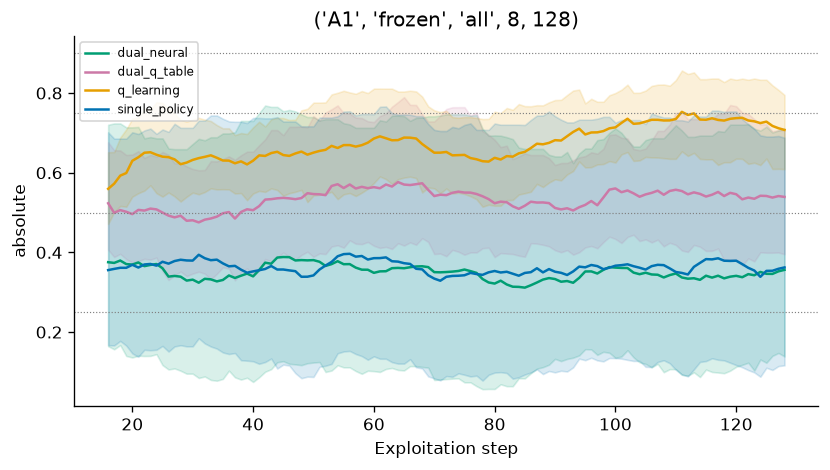 ('A1', 'frozen', 'all', 8, 128)
dual_neural
dual_q_table
q_learning
single_policy
0.8
0.6
0.4
0.2
absolute
20 40 60 80 100 120
Exploitation step